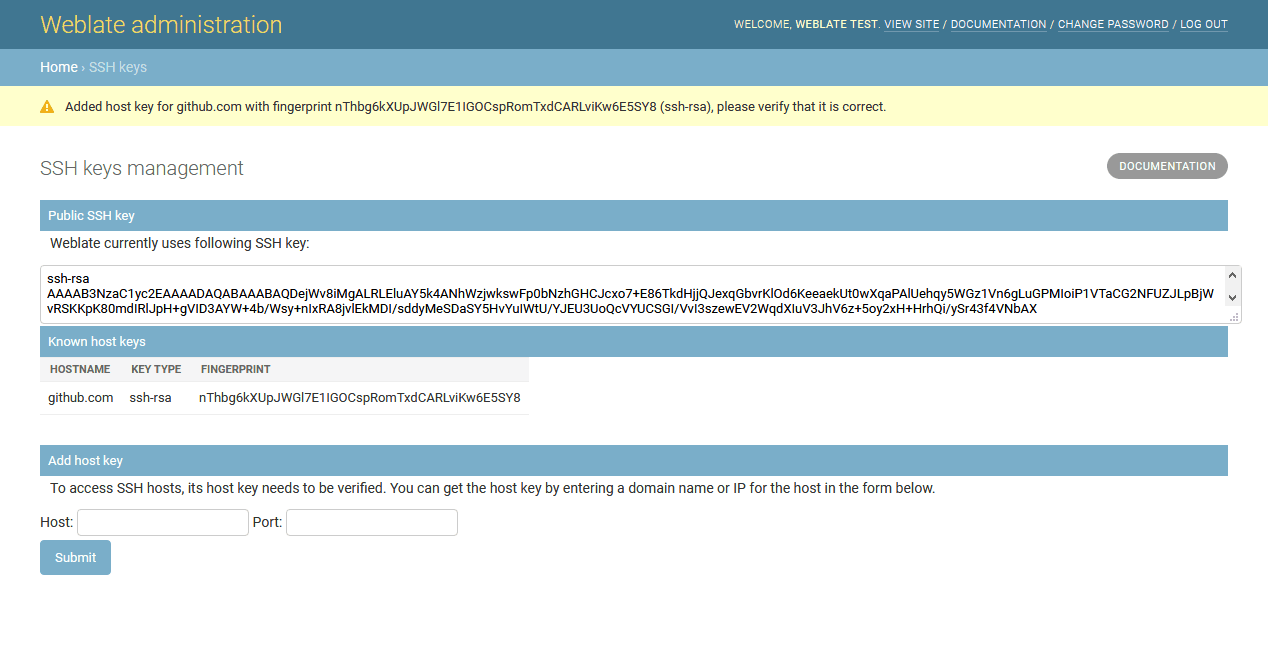 Weblate administration
WELCOME, WEBLATE TEST. VIEW SITE / DOCUMENTATION / CHANGE PASSWORD / LOG OUT
Home › SSH keys
Added host key for github.com with fingerprint nThbg6kXUpJWGl7E1IGOCspRomTxdCARLviKw6E5SY8 (ssh-rsa), please verify that it is correct.
SSH keys management
DOCUMENTATION
Public SSH key
Weblate currently uses following SSH key:
ssh-rsa
AAAAB3NzaC1yc2EAAAADAQABAAABAQDejWv8iMgALRLEluAY5k4ANhWzjwkswFp0bNzhGHCJcxo7+E86TkdHjjQJexqGbvrKlOd6KeeaekUt0wXqaPAlUehqy5WGz1Vn6gLuGPMIoiP1VTaCG2NFUZJLpBjW
vRSKKpK80mdIRlJpH+gVID3AYW+4b/Wsy+nIxRA8jvlEkMDI/sddyMeSDaSY5HvYuIWtU/YJEU3UoQcVYUCSGI/VvI3szewEV2WqdXIuV3JhV6z+5oy2xH+HrhQi/ySr43f4VNbAX
Known host keys
HOSTNAME KEY TYPE FINGERPRINT
github.com ssh-rsa nThbg6kXUpJWGl7E1IGOCspRomTxdCARLviKw6E5SY8
Add host key
To access SSH hosts, its host key needs to be verified. You can get the host key by entering a domain name or IP for the host in the form below.
Host: Port:
Submit